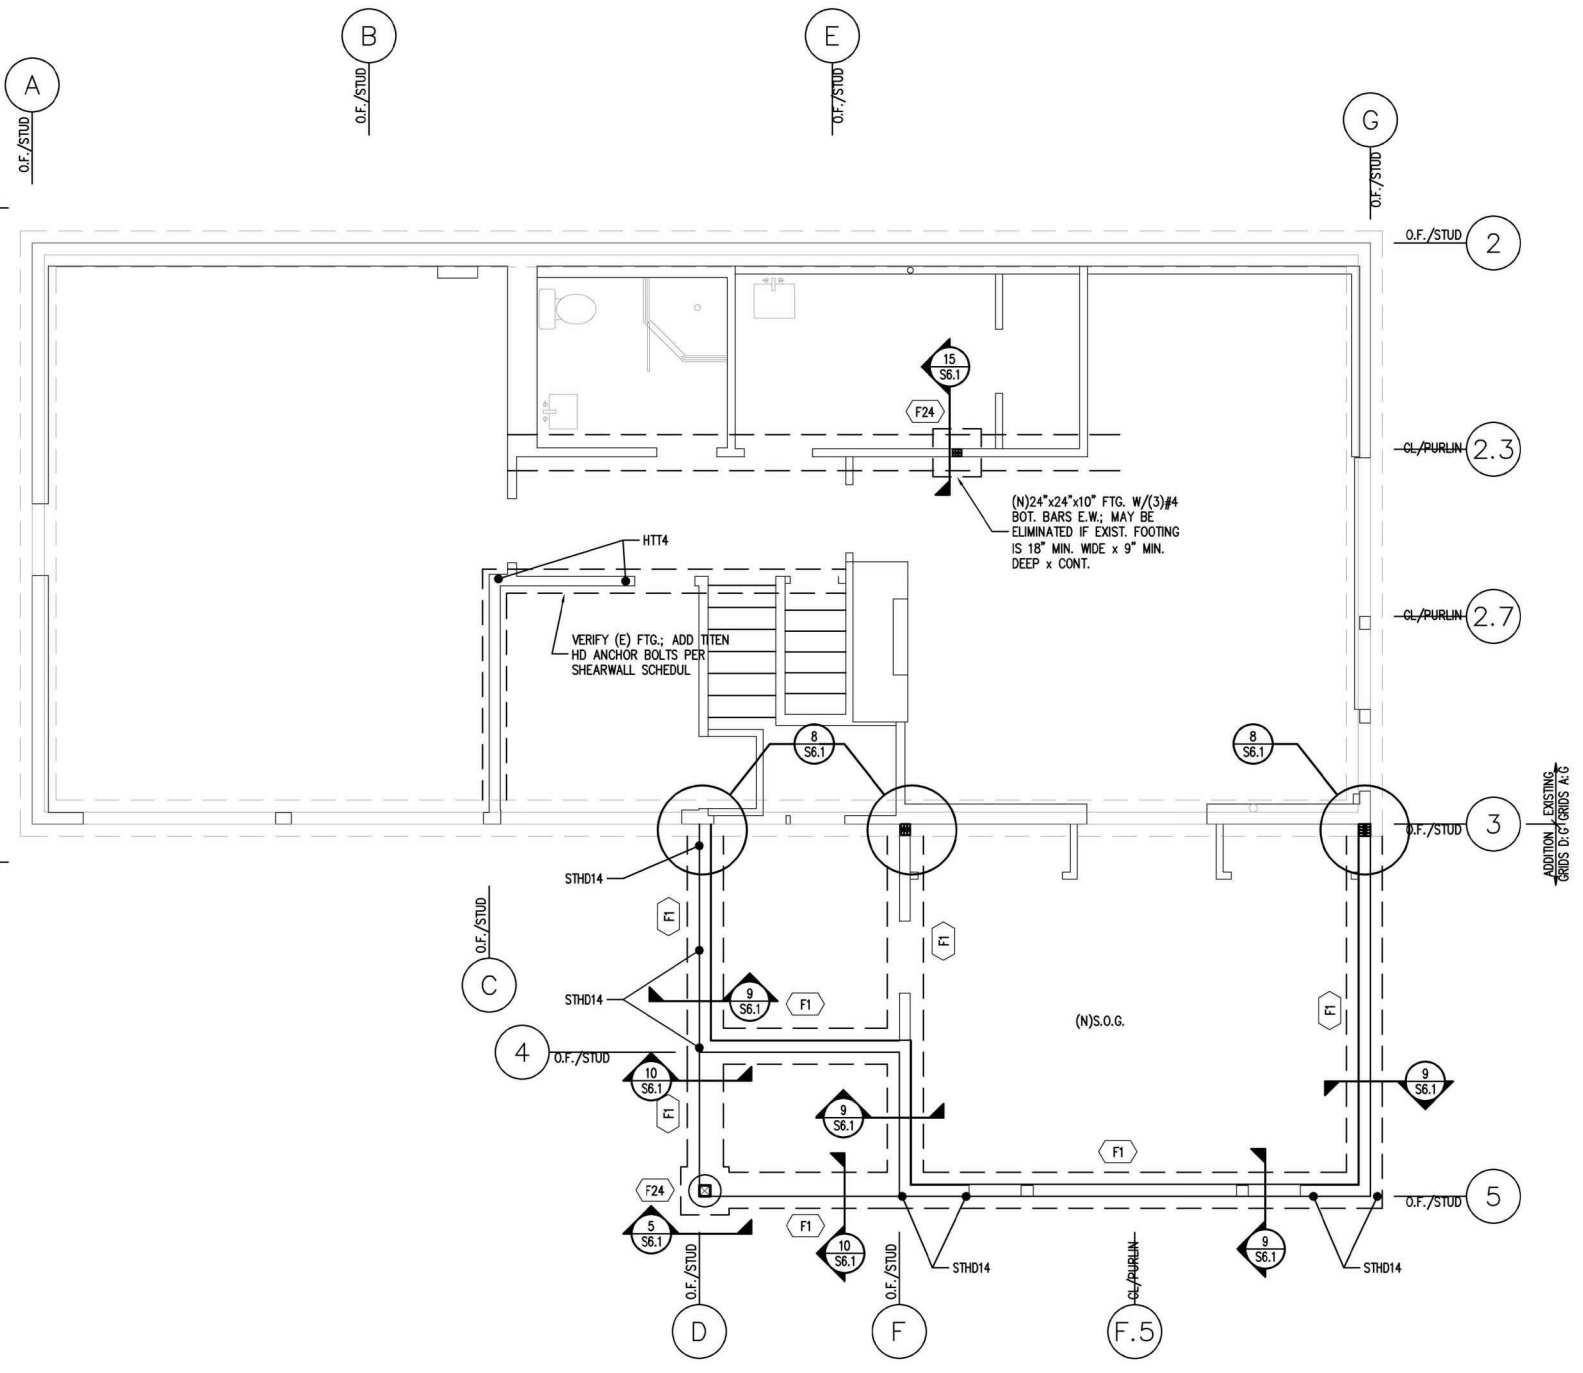 B
E
A
G
O.F./STUD
O.F./STUD
O.F./STUD
O.F./STUD
O.F./STUD
2
15
S6.1
F24
CL/PURLIN
2.3
(N)24"x24"x10" FTG. W/(3)#4
BOT. BARS E.W.; MAY BE
ELIMINATED IF EXIST. FOOTING
IS 18" MIN. WIDE x 9" MIN.
DEEP x CONT.
HTT4
CL/PURLIN
2.7
VERIFY (E) FTG.; ADD TITEN
HD ANCHOR BOLTS PER
SHEARWALL SCHEDUL
8
S6.1
8
S6.1
O.F./STUD
3
ADDITION
GRIDS D:G
EXISTING
GRIDS A:G
STHD14
F1
F1
O.F./STUD
C
STHD14
9
S6.1
F1
F1
(N)S.O.G.
4
O.F./STUD
10
S6.1
F1
9
S6.1
9
S6.1
F1
F24
O.F./STUD
5
5
S6.1
F1
10
S6.1
9
S6.1
STHD14
STHD14
O.F./STUD
O.F./STUD
CL/PURLIN
D
F
F.5